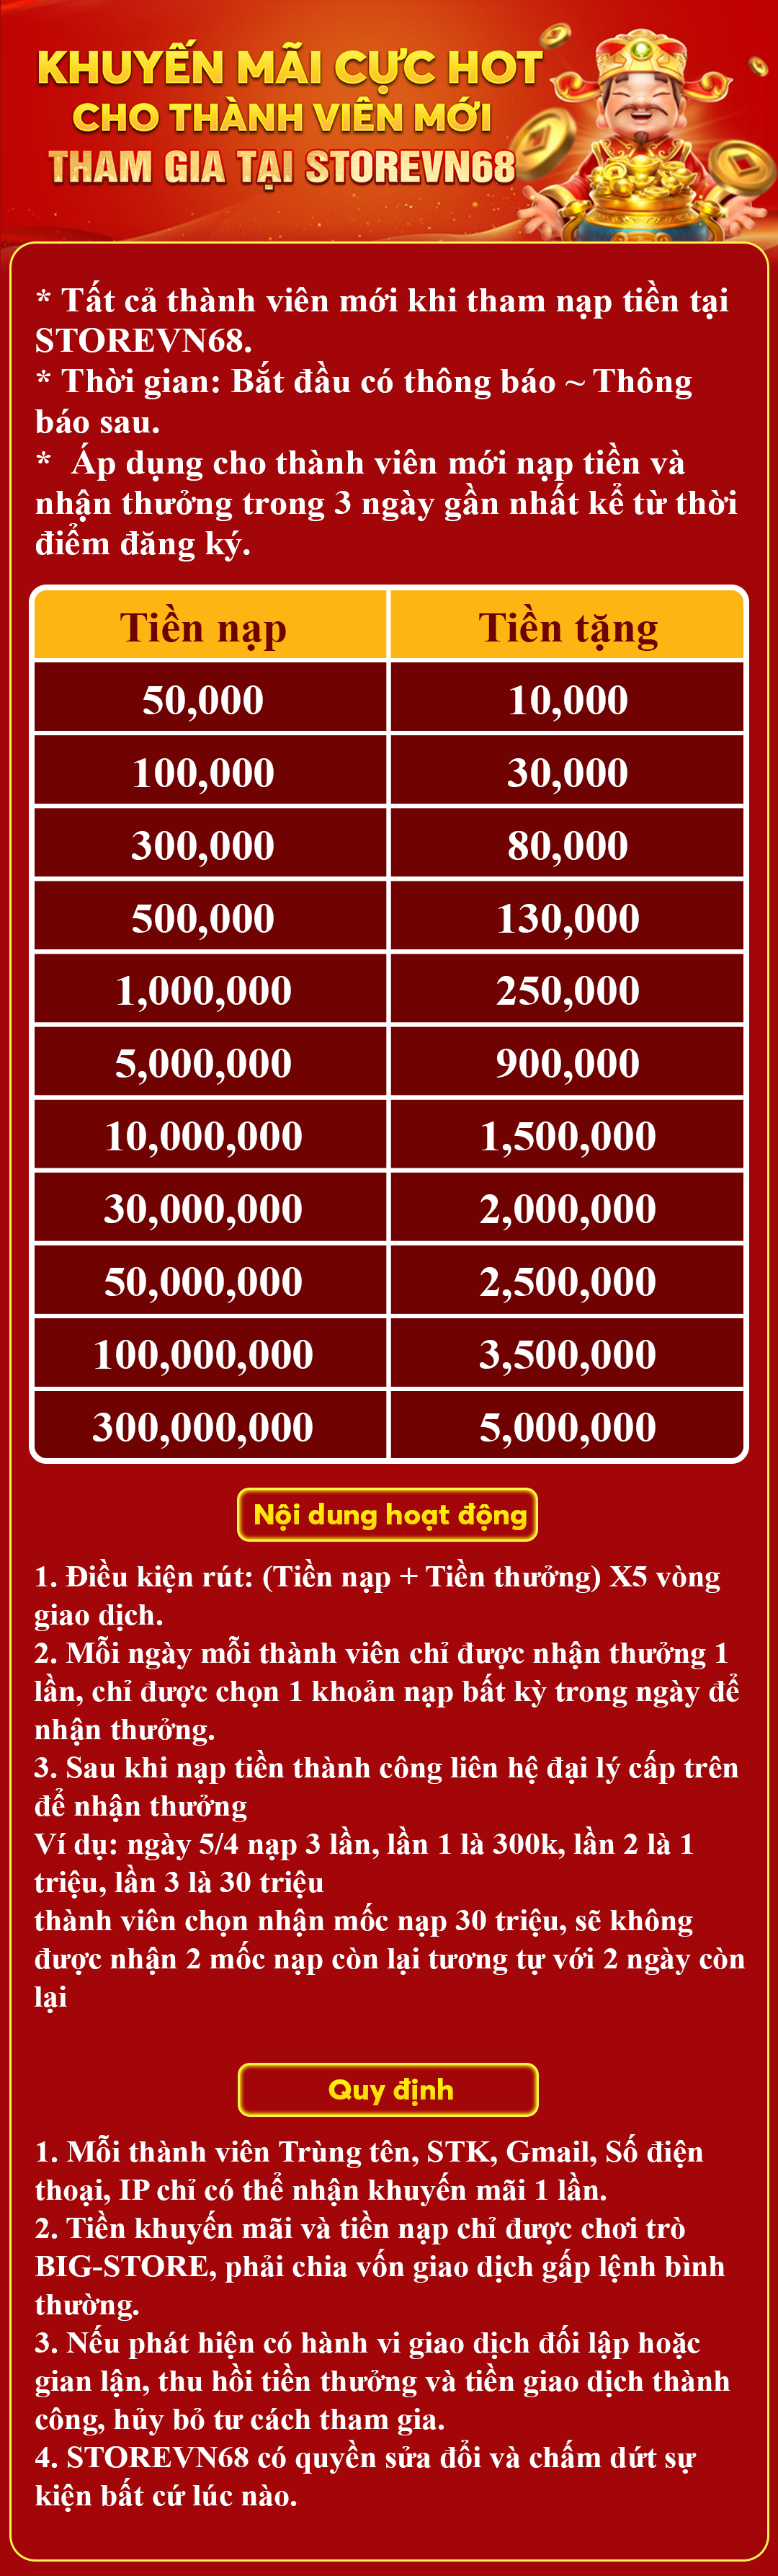 KHUYẾN MÃI CỰC HOT
CHO THÀNH VIÊN MỚI
THAM GIA TẠI STOREVN68
* Tất cả thành viên mới khi tham nạp tiền tại
STOREVN68.
* Thời gian: Bắt đầu có thông báo ~ Thông
báo sau.
* Áp dụng cho thành viên mới nạp tiền và
nhận thưởng trong 3 ngày gần nhất kể từ thời
điểm đăng ký.
Tiền nạp Tiền tặng
50,000 10,000
100,000 30,000
300,000 80,000
500,000 130,000
1,000,000 250,000
5,000,000 900,000
10,000,000 1,500,000
30,000,000 2,000,000
50,000,000 2,500,000
100,000,000 3,500,000
300,000,000 5,000,000
Nội dung hoạt động
1. Điều kiện rút: (Tiền nạp + Tiền thưởng) X5 vòng
giao dịch.
2. Mỗi ngày mỗi thành viên chỉ được nhận thưởng 1
lần, chỉ được chọn 1 khoản nạp bất kỳ trong ngày để
nhận thưởng.
3. Sau khi nạp tiền thành công liên hệ đại lý cấp trên
để nhận thưởng
Ví dụ: ngày 5/4 nạp 3 lần, lần 1 là 300k, lần 2 là 1
triệu, lần 3 là 30 triệu
thành viên chọn nhận mốc nạp 30 triệu, sẽ không
được nhận 2 mốc nạp còn lại tương tự với 2 ngày còn
lại
Quy định
1. Mỗi thành viên Trùng tên, STK, Gmail, Số điện
thoại, IP chỉ có thể nhận khuyến mãi 1 lần.
2. Tiền khuyến mãi và tiền nạp chỉ được chơi trò
BIG-STORE, phải chia vốn giao dịch gấp lệnh bình
thường.
3. Nếu phát hiện có hành vi giao dịch đối lập hoặc
gian lận, thu hồi tiền thưởng và tiền giao dịch thành
công, hủy bỏ tư cách tham gia.
4. STOREVN68 có quyền sửa đổi và chấm dứt sự
kiện bất cứ lúc nào.